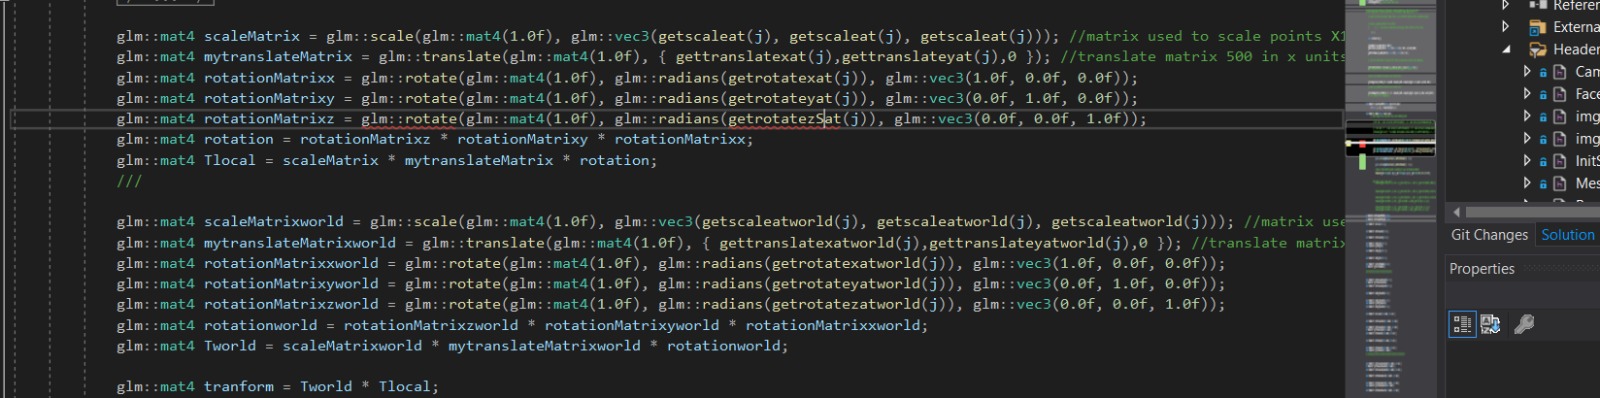 glm::mat4 scaleMatrix = glm::scale(glm::mat4(1.0f), glm::vec3(getscaleat(j), getscaleat(j), getscaleat(j))); //matrix used to scale points X1
glm::mat4 mytranslateMatrix = glm::translate(glm::mat4(1.0f), { gettranslatexat(j),gettranslateyat(j),0 }); //translate matrix 500 in x units
glm::mat4 rotationMatrixx = glm::rotate(glm::mat4(1.0f), glm::radians(getrotatexat(j)), glm::vec3(1.0f, 0.0f, 0.0f));
glm::mat4 rotationMatrixy = glm::rotate(glm::mat4(1.0f), glm::radians(getrotateyat(j)), glm::vec3(0.0f, 1.0f, 0.0f));
glm::mat4 rotationMatrixz = glm::rotate(glm::mat4(1.0f), glm::radians(getrotatezSat(j)), glm::vec3(0.0f, 0.0f, 1.0f));
glm::mat4 rotation = rotationMatrixz * rotationMatrixy * rotationMatrixx;
glm::mat4 Tlocal = scaleMatrix * mytranslateMatrix * rotation;
///
glm::mat4 scaleMatrixworld = glm::scale(glm::mat4(1.0f), glm::vec3(getscaleatworld(j), getscaleatworld(j), getscaleatworld(j))); //matrix use
glm::mat4 mytranslateMatrixworld = glm::translate(glm::mat4(1.0f), { gettranslatexatworld(j),gettranslateyatworld(j),0 }); //translate matrix
glm::mat4 rotationMatrixxworld = glm::rotate(glm::mat4(1.0f), glm::radians(getrotatexatworld(j)), glm::vec3(1.0f, 0.0f, 0.0f));
glm::mat4 rotationMatrixyworld = glm::rotate(glm::mat4(1.0f), glm::radians(getrotateyatworld(j)), glm::vec3(0.0f, 1.0f, 0.0f));
glm::mat4 rotationMatrixzworld = glm::rotate(glm::mat4(1.0f), glm::radians(getrotatezatworld(j)), glm::vec3(0.0f, 0.0f, 1.0f));
glm::mat4 rotationworld = rotationMatrixzworld * rotationMatrixyworld * rotationMatrixxworld;
glm::mat4 Tworld = scaleMatrixworld * mytranslateMatrixworld * rotationworld;
glm::mat4 tranform = Tworld * Tlocal;
Referen
Externa
Header
Cam
Face
img
img
InitS
Mes
Git Changes Solution
Properties